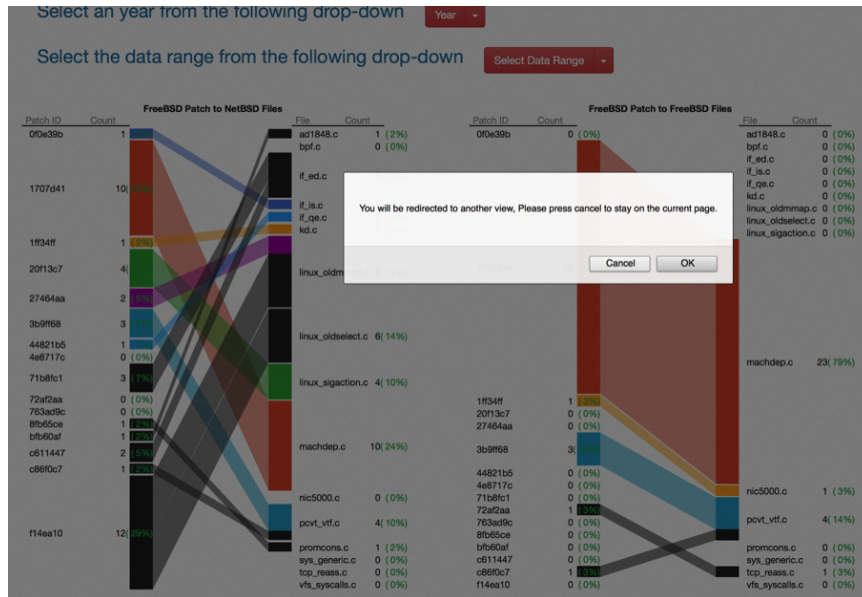 Select an year from the following drop-down Year
Select the data range from the following drop-down Select Data Range
FreeBSD Patch to NetBSD Files
Patch ID Count File Count
0f0e39b 1
1707d41 10(
1ff34ff 1 (2%)
20f13c7 4(
27464aa 2 (5%)
3b9ff68 3
44821b5 1
4e8717c 0 (0%)
71b8fc1 3 (7%)
72af2aa 0 (0%)
763ad9c 0 (0%)
8fb65ce 1 (2%)
bfb60af 1 (2%)
c611447 2 (5%)
c86f0c7 1 (2%)
f14ea10 12(29%)
ad1848.c 1 (2%)
bpf.c 0 (0%)
if_ed.c
if_is.c
if_qe.c
kd.c
linux_oldmmap.c
linux_oldselect.c 6(14%)
linux_sigaction.c 4(10%)
machdep.c 10(24%)
nic5000.c 0 (0%)
pcvt_vtf.c 4(10%)
promcons.c 1 (2%)
sys_generic.c 0 (0%)
tcp_reass.c 0 (0%)
vfs_syscalls.c 0 (0%)
You will be redirected to another view, Please press cancel to stay on the current page.
Cancel OK
FreeBSD Patch to FreeBSD Files
Patch ID Count File Count
0f0e39b 0 (0%)
1ff34ff 1 (3%)
20f13c7 0 (0%)
27464aa 0 (0%)
3b9ff68 3(
44821b5 0 (0%)
4e8717c 0 (0%)
71b8fc1 0 (0%)
72af2aa 1 (3%)
763ad9c 0 (0%)
8fb65ce 0 (0%)
bfb60af 0 (0%)
c611447 0 (0%)
c86f0c7 1 (3%)
f14ea10 0 (0%)
ad1848.c 0 (0%)
bpf.c 0 (0%)
if_ed.c 0 (0%)
if_is.c 0 (0%)
if_qe.c 0 (0%)
kd.c 0 (0%)
linux_oldmmap.c 0 (0%)
linux_oldselect.c 0 (0%)
linux_sigaction.c 0 (0%)
machdep.c 23(79%)
nic5000.c 1 (3%)
pcvt_vtf.c 4(14%)
promcons.c 0 (0%)
sys_generic.c 0 (0%)
tcp_reass.c 1 (3%)
vfs_syscalls.c 0 (0%)